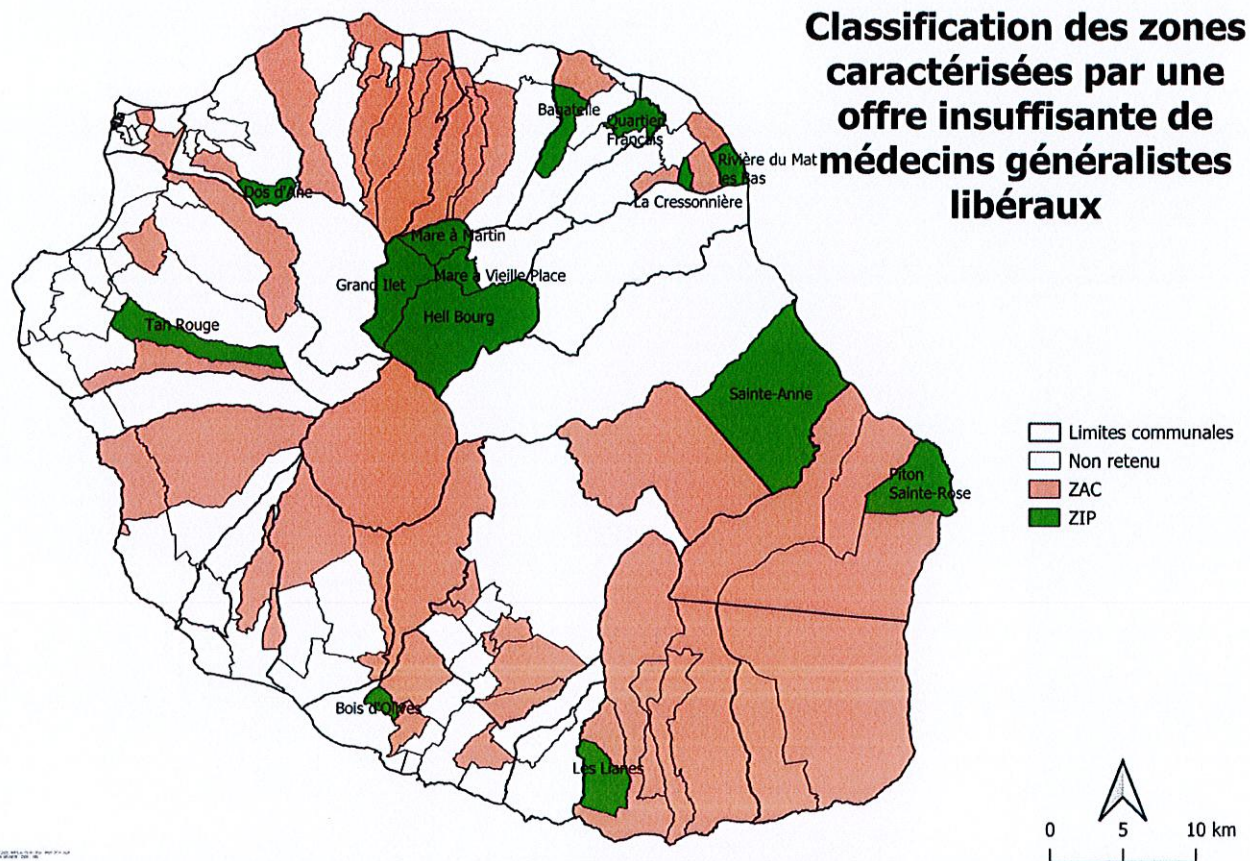 Classification des zones
caractérisées par une
offre insuffisante de
médecins généralistes
libéraux
Bagatelle
Quartier
Français
Rivière du Mat
les Bas
La Cressonnière
Dos d'Ane
Mare à Martin
Mare à Vieille Place
Grand Ilet
Hell Bourg
Tan Rouge
Sainte-Anne
Piton
Sainte-Rose
Bois d'Olives
Les Lianes
Limites communales
Non retenu
ZAC
ZIP
0 5 10 km